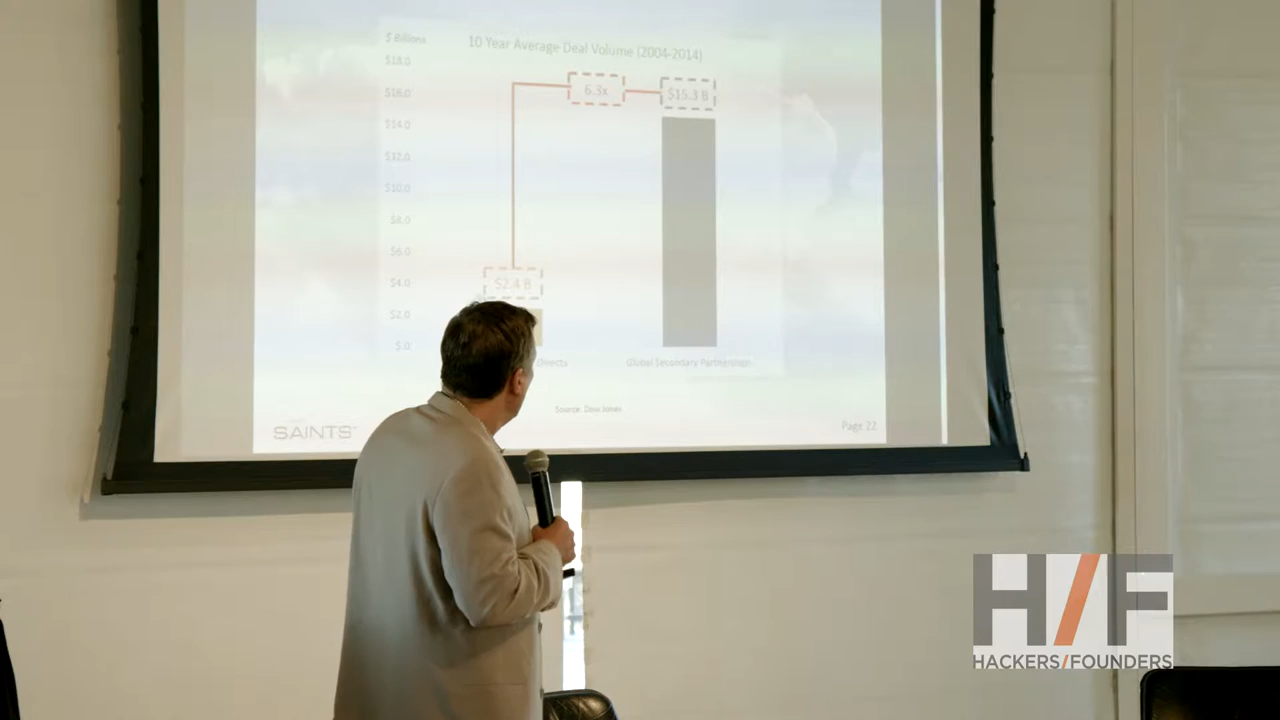 $ Billions
10 Year Average Deal Volume (2004-2014)
$18.0
$16.0
$14.0
$12.0
$10.0
$8.0
$6.0
$4.0
$2.0
$.0
6.3x
$15.3 B
$2.4 B
Directs
Global Secondary Partnerships
Source: Dow Jones
SAINTS
Page 22
H/F
HACKERS/FOUNDERS